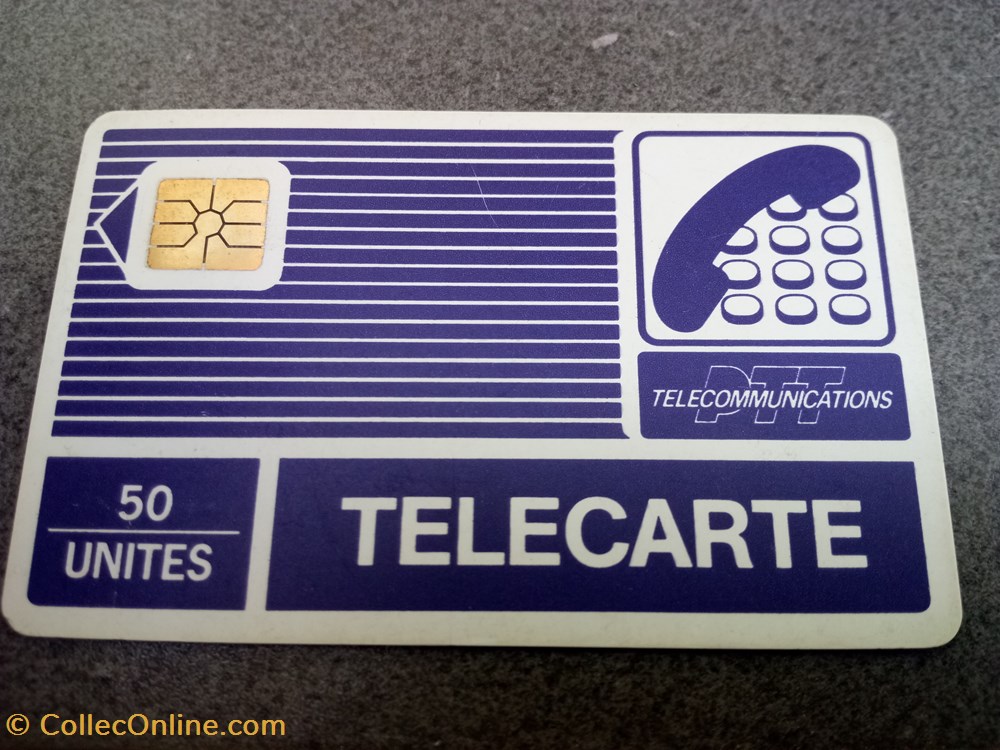 PTT
TELECOMMUNICATIONS
50
UNITES
TELECARTE
© CollecOnline.com